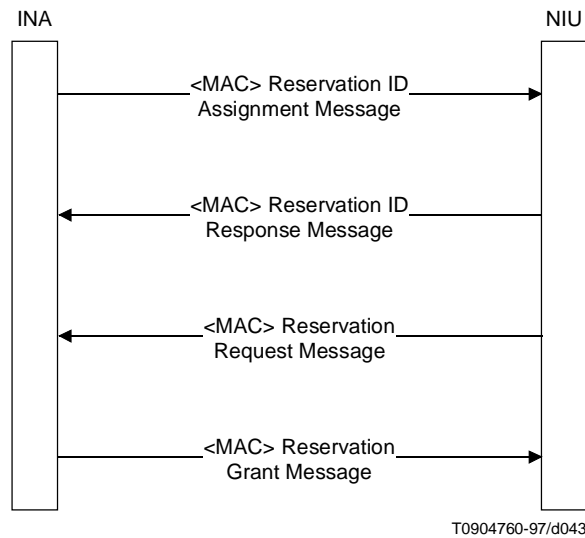 INA NIU
<MAC> Reservation ID
Assignment Message
<MAC> Reservation ID
Response Message
<MAC> Reservation
Request Message
<MAC> Reservation
Grant Message
T0904760-97/d043